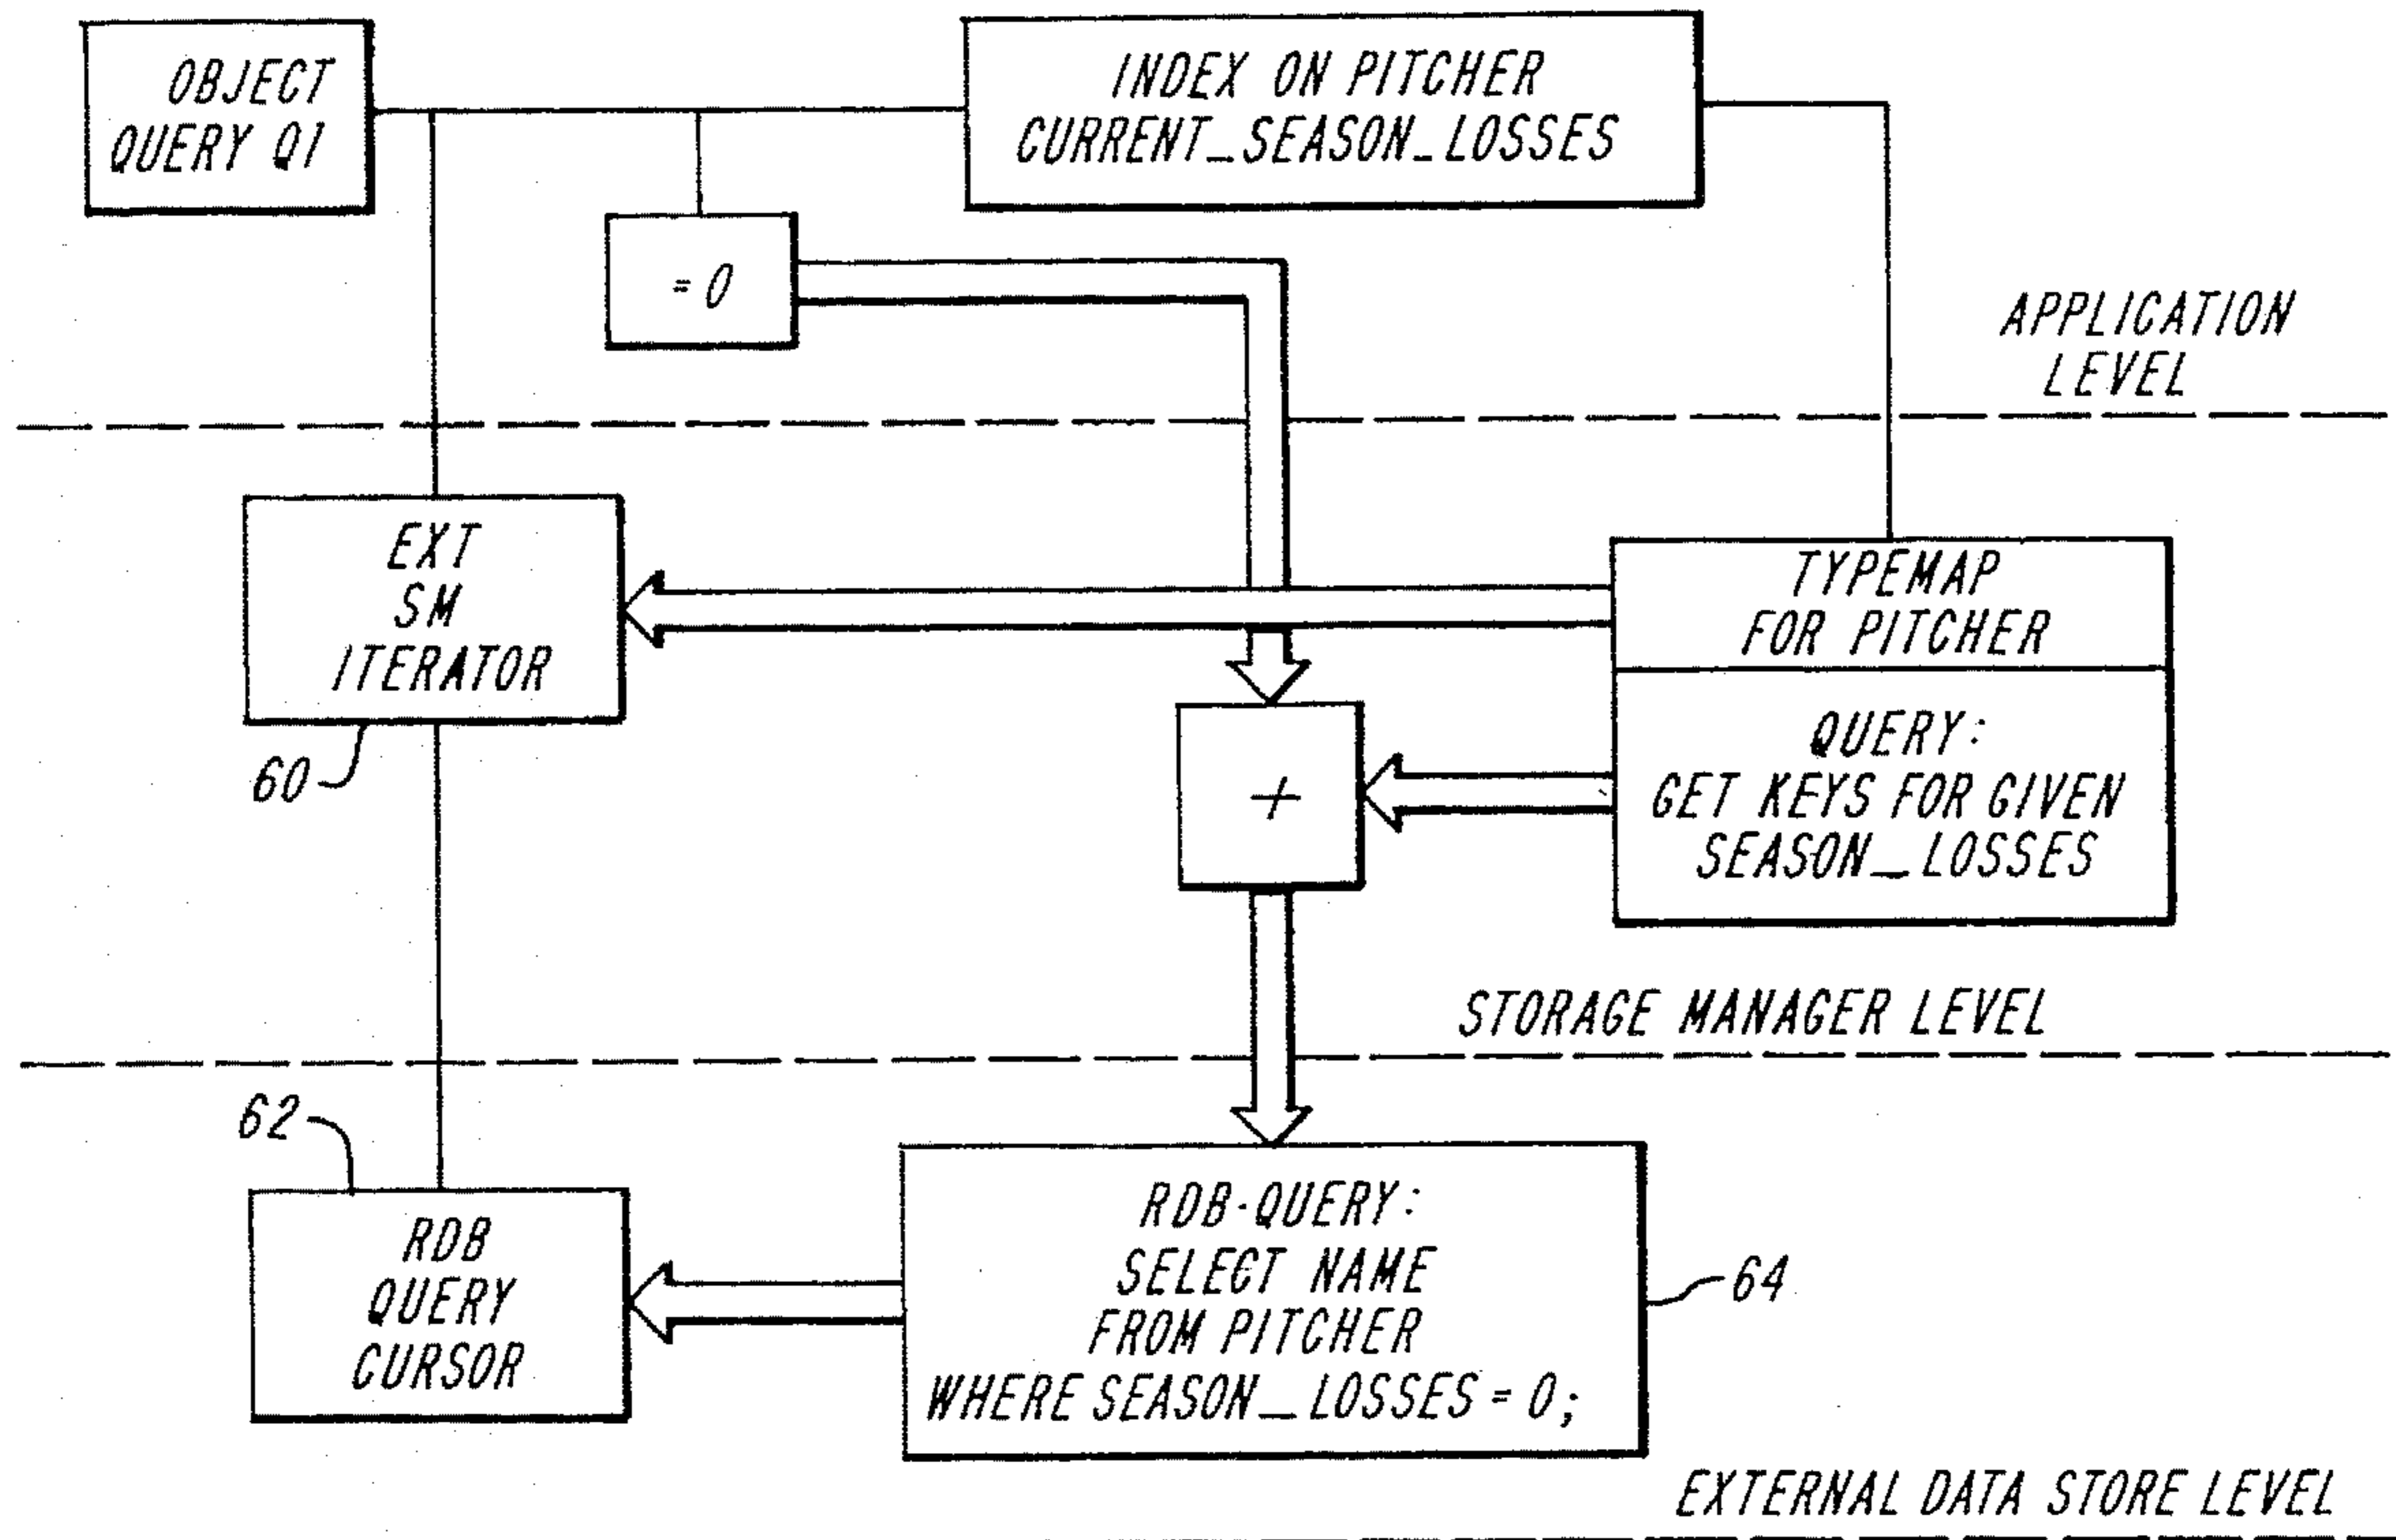 OBJECT
QUERY Q1
INDEX ON PITCHER
CURRENT_SEASON_LOSSES
= 0
APPLICATION
LEVEL
EXT
SM
ITERATOR
60
TYPEMAP
FOR PITCHER
QUERY:
GET KEYS FOR GIVEN
SEASON_LOSSES
+
STORAGE MANAGER LEVEL
62
RDB
QUERY
CURSOR
RDB-QUERY:
SELECT NAME
FROM PITCHER
WHERE SEASON_LOSSES = 0;
64
EXTERNAL DATA STORE LEVEL